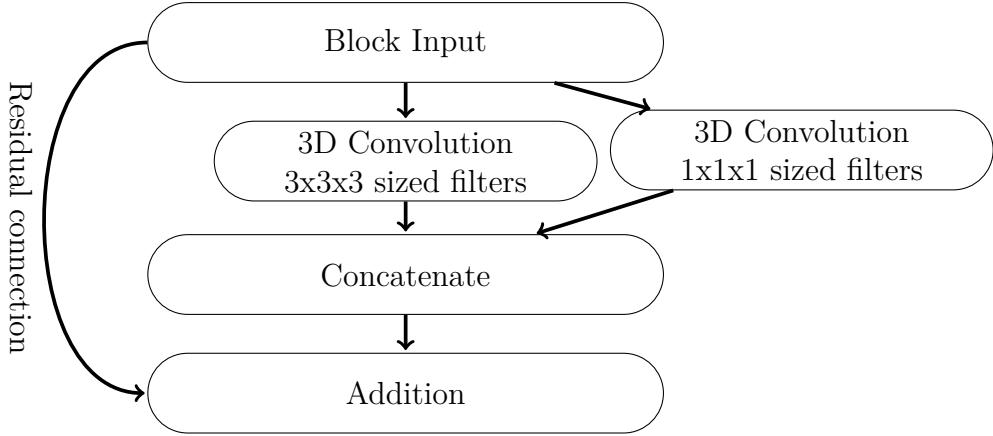 Block Input
Residual connection
3D Convolution
3x3x3 sized filters
3D Convolution
1x1x1 sized filters
Concatenate
Addition